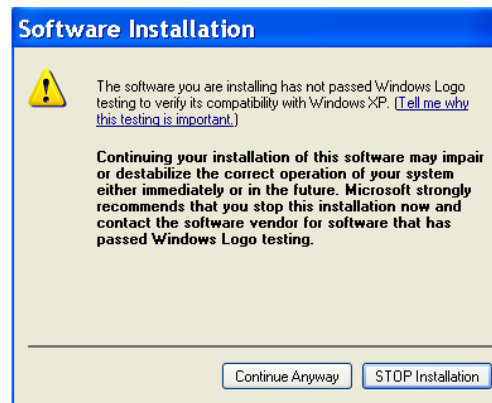 Software Installation
The software you are installing has not passed Windows Logo
testing to verify its compatibility with Windows XP. (Tell me why
this testing is important.)
Continuing your installation of this software may impair
or destabilize the correct operation of your system
either immediately or in the future. Microsoft strongly
recommends that you stop this installation now and
contact the software vendor for software that has
passed Windows Logo testing.
Continue Anyway
STOP Installation